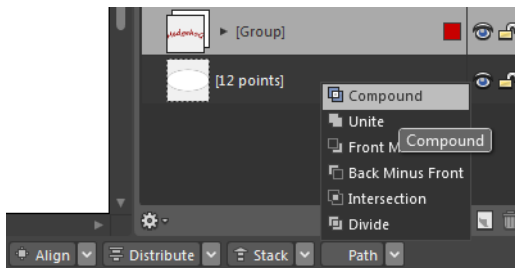 [Group]
[12 points]
Compound
Unite
Front M
Compound
Back Minus Front
Intersection
Divide
Align
Distribute
Stack
Path